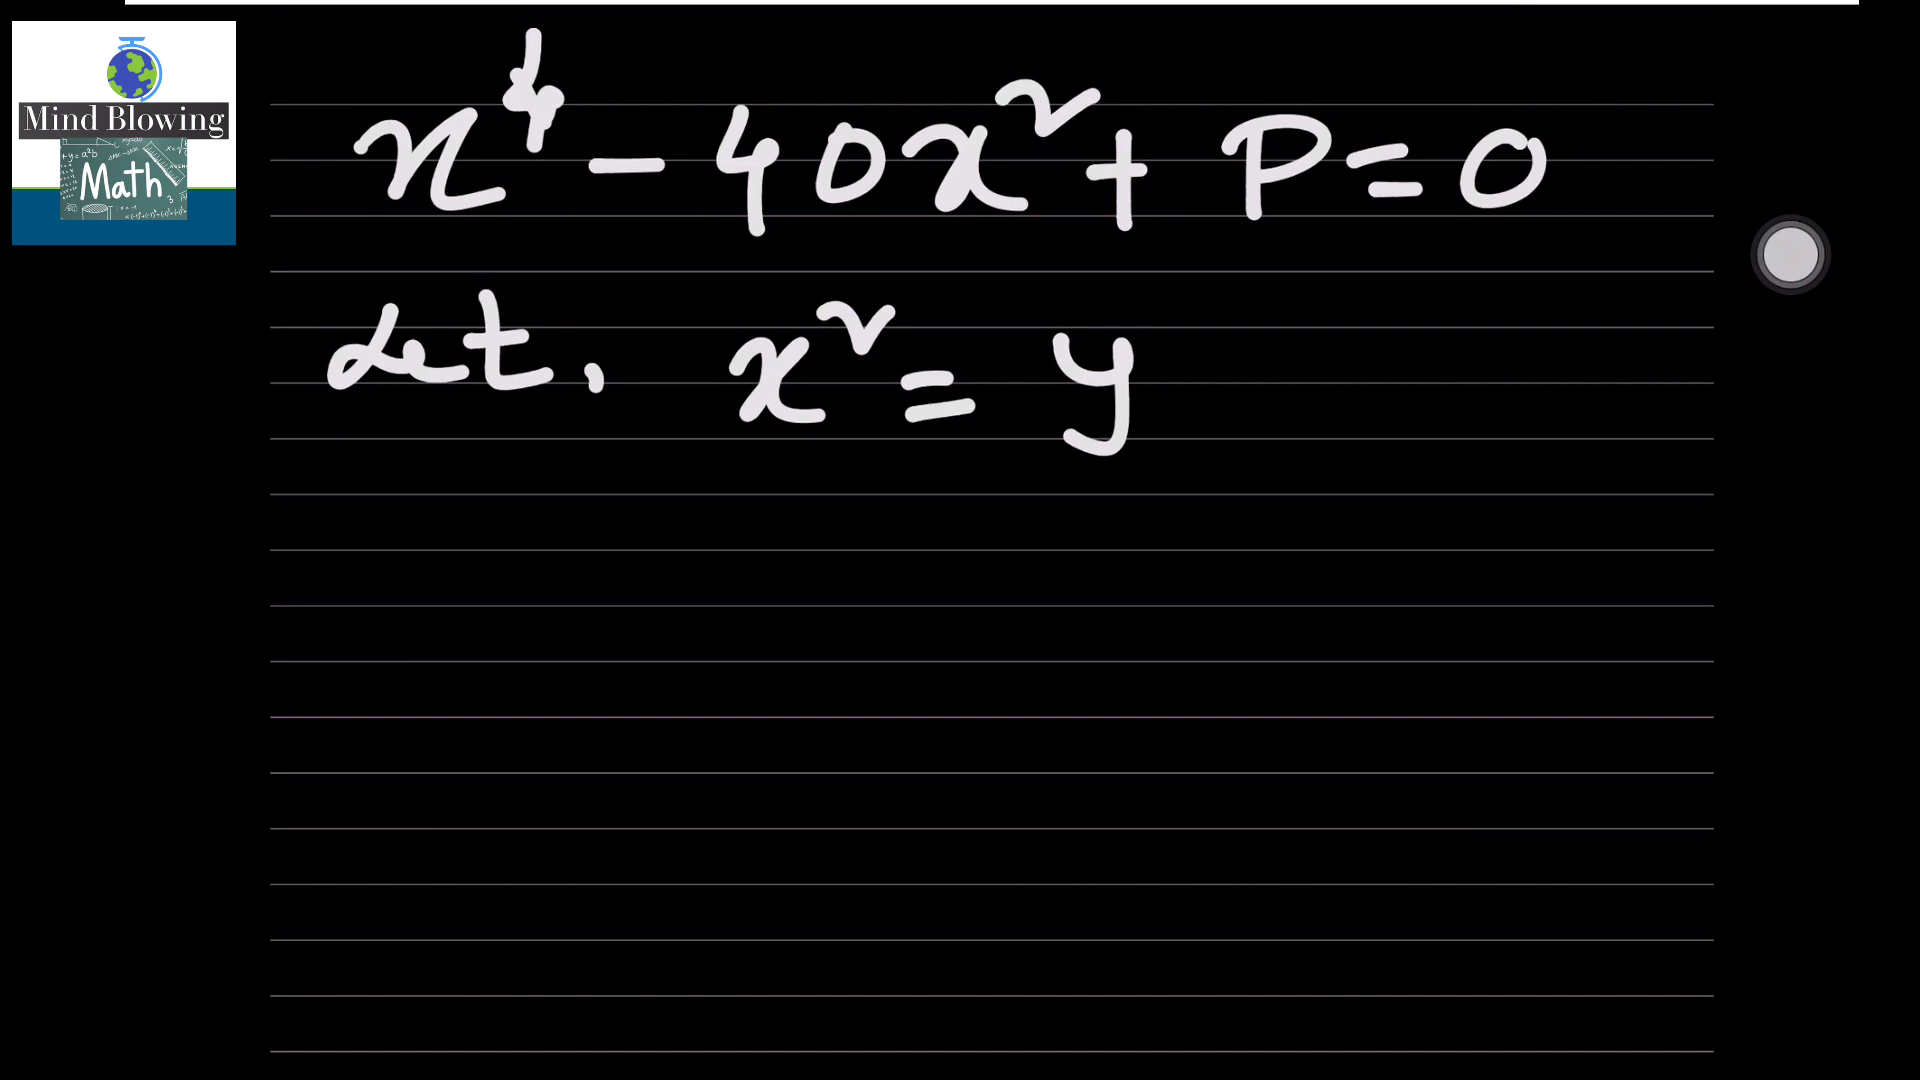 Mind Blowing
Math
x⁴ - 40x² + P = 0
Let, x² = y